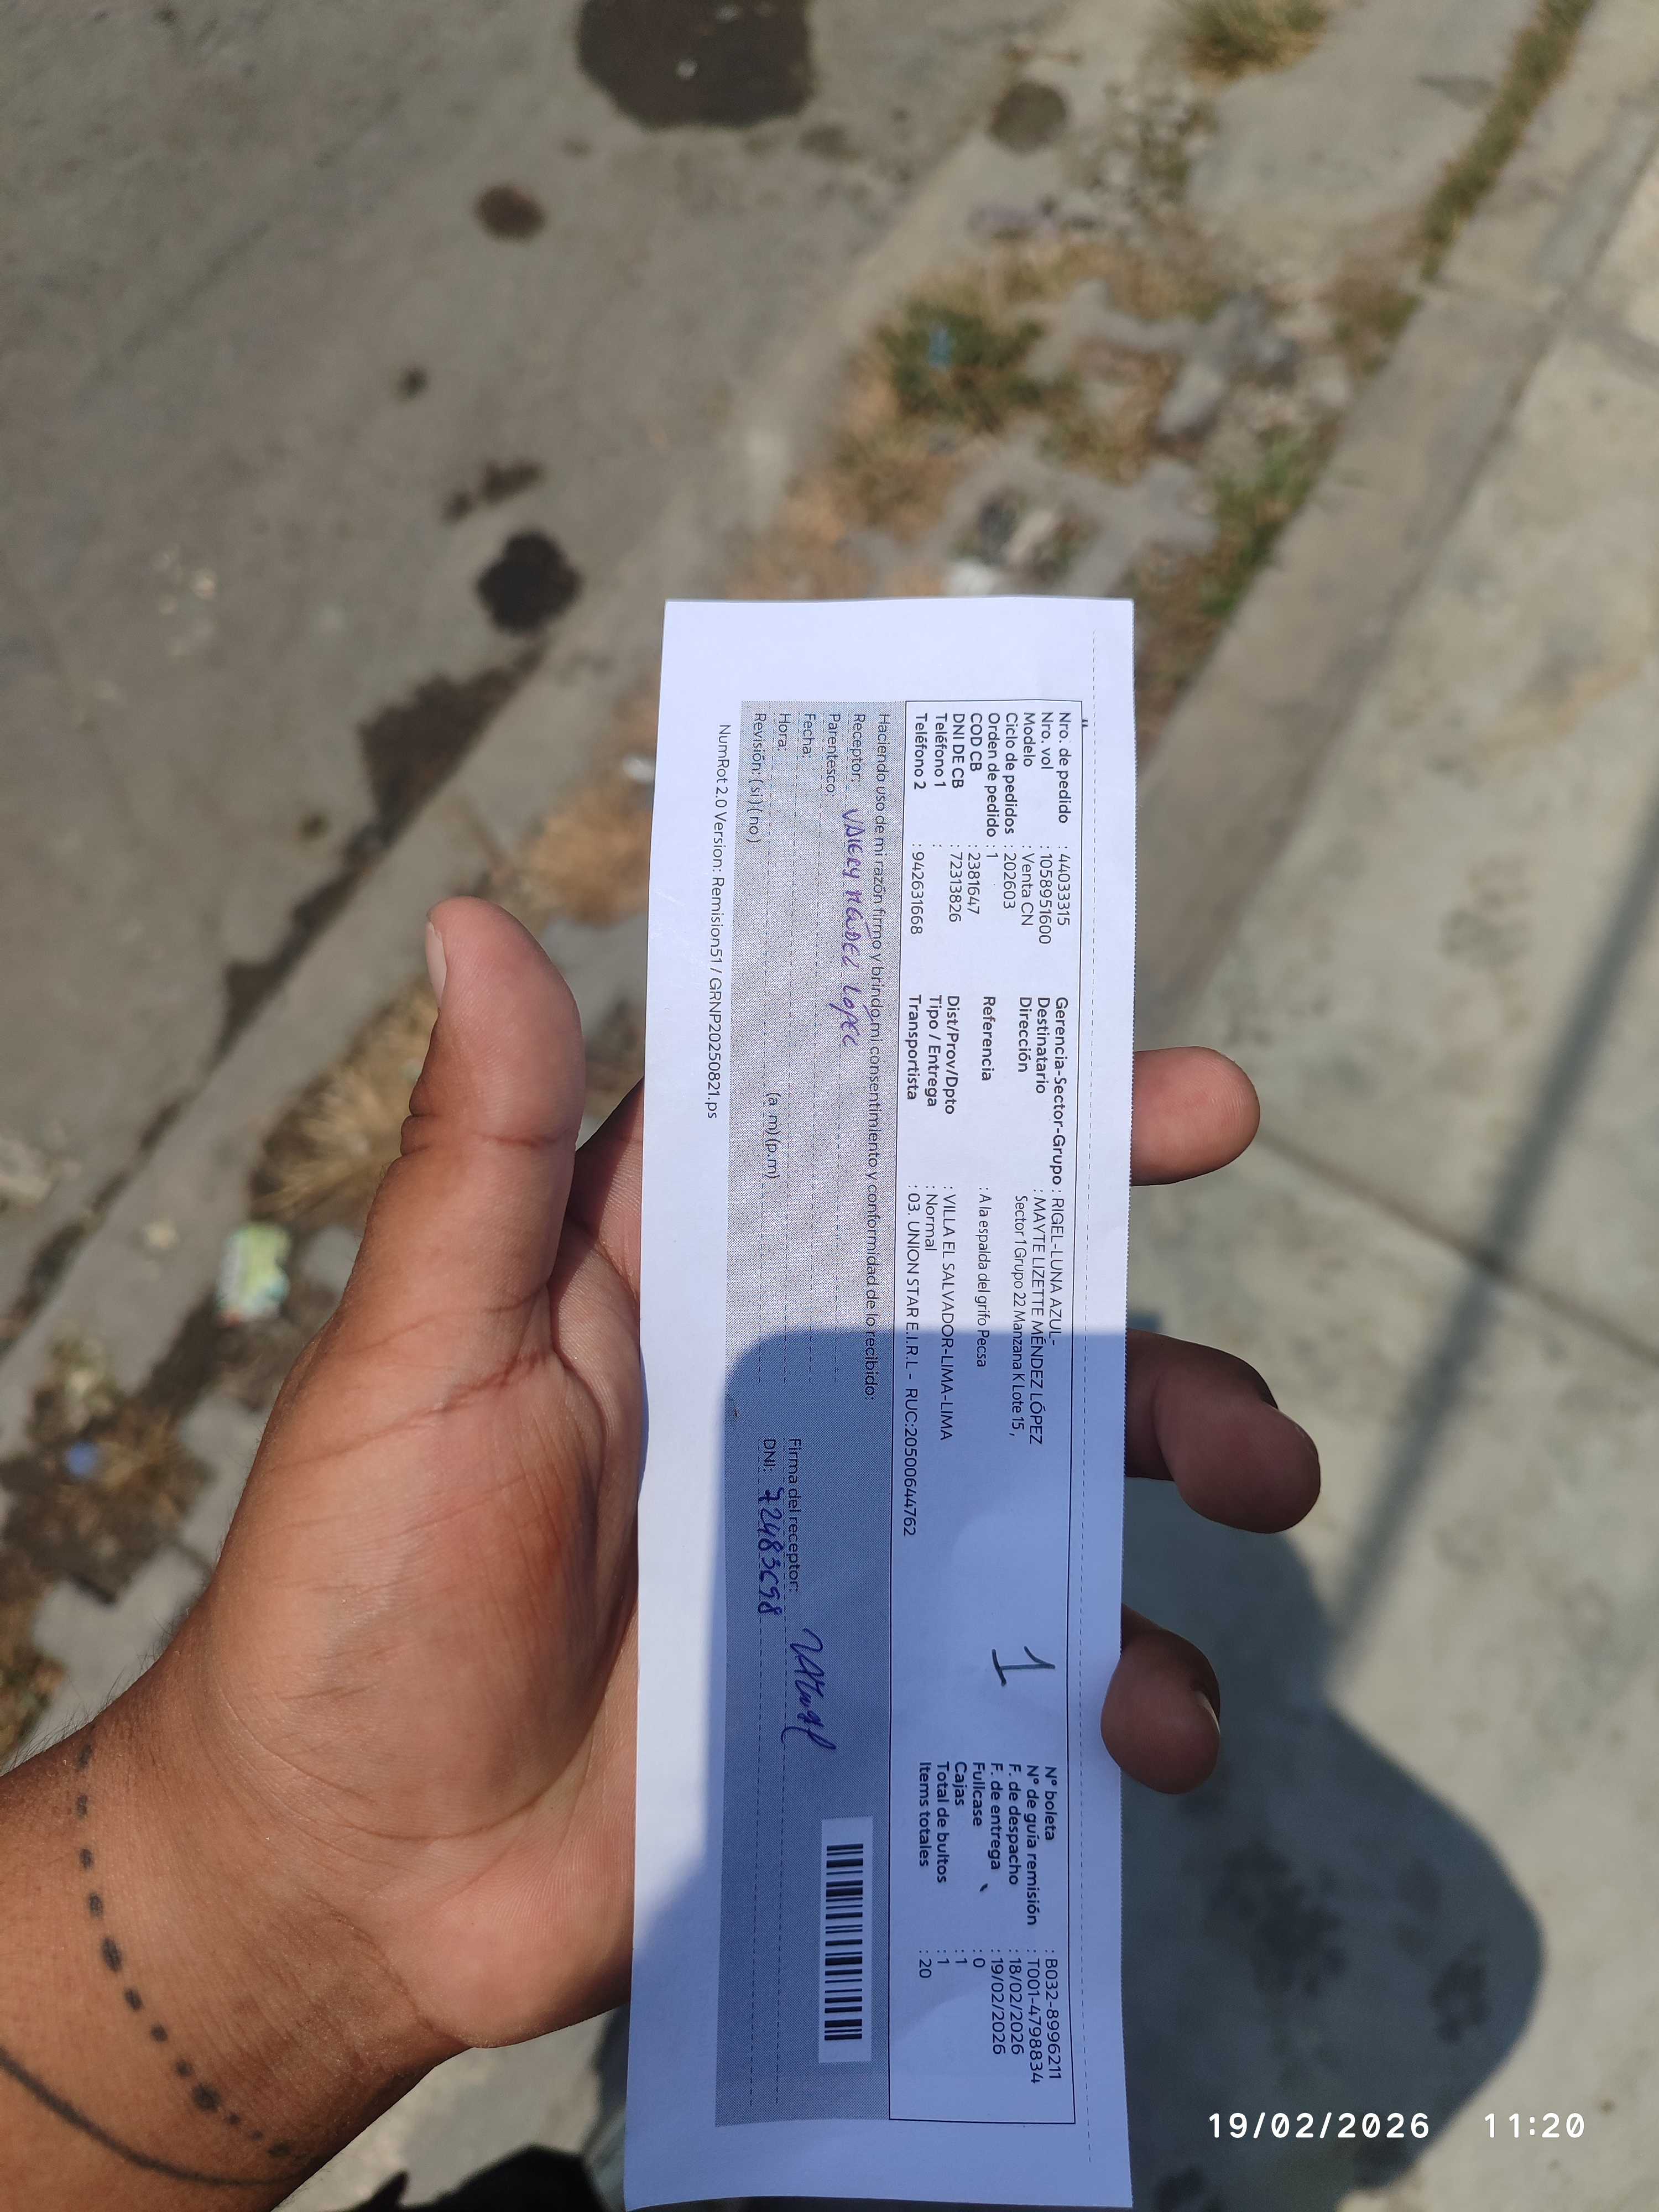 Nro. de pedido : 44033315
Nro. vol : 1058951600
Modelo : Venta CN
Ciclo de pedidos : 202603
Orden de pedido : 1
COD CB : 2381647
DNI DE CB : 72313826
Teléfono 1 :
Teléfono 2 : 942631668
Gerencia-Sector-Grupo : RIGEL-LUNA AZUL-
Destinatario : MAYTE LIZETTE MÉNDEZ LÓPEZ
Dirección Sector 1 Grupo 22 Manzana K Lote 15 ,
Referencia : A la espalda del grifo Pecsa
Dist/Prov/Dpto : VILLA EL SALVADOR-LIMA-LIMA
Tipo / Entrega : Normal
Transportista : 03. UNION STAR E.I.R.L - RUC:20500644762
1
N° boleta : B032-8996211
N° de guía remisión : T001-4798834
F. de despacho : 18/02/2026
F. de entrega : 19/02/2026
Fullcase : 0
Cajas : 1
Total de bultos : 1
Items totales : 20
Haciendo uso de mi razón firmo y brindo mi consentimiento y conformidad de lo recibido:
Receptor: VALERY MéNDEZ LópEZ
Parentesco:
Fecha:
Hora: (a.m)(p.m)
Revisión: ( si ) ( no )
Firma del receptor:
DNI:
NumRot 2.0 Version: Remision51 / GRNP20250821.ps
19/02/2026 11:20